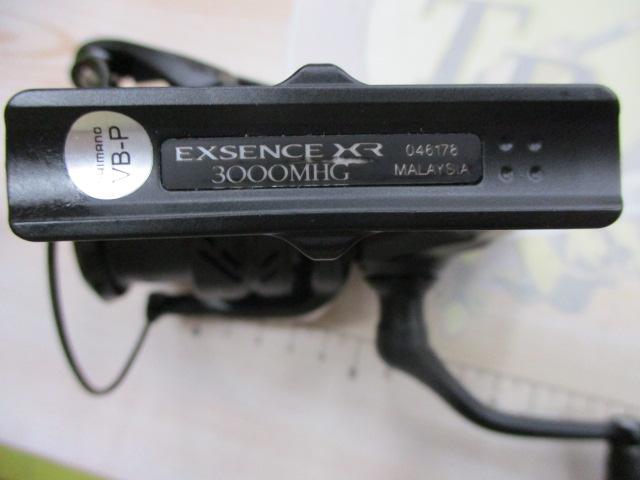 SHIMANO
VB-P
EXSENCE XR 046178
3000MHG MALAYSIA